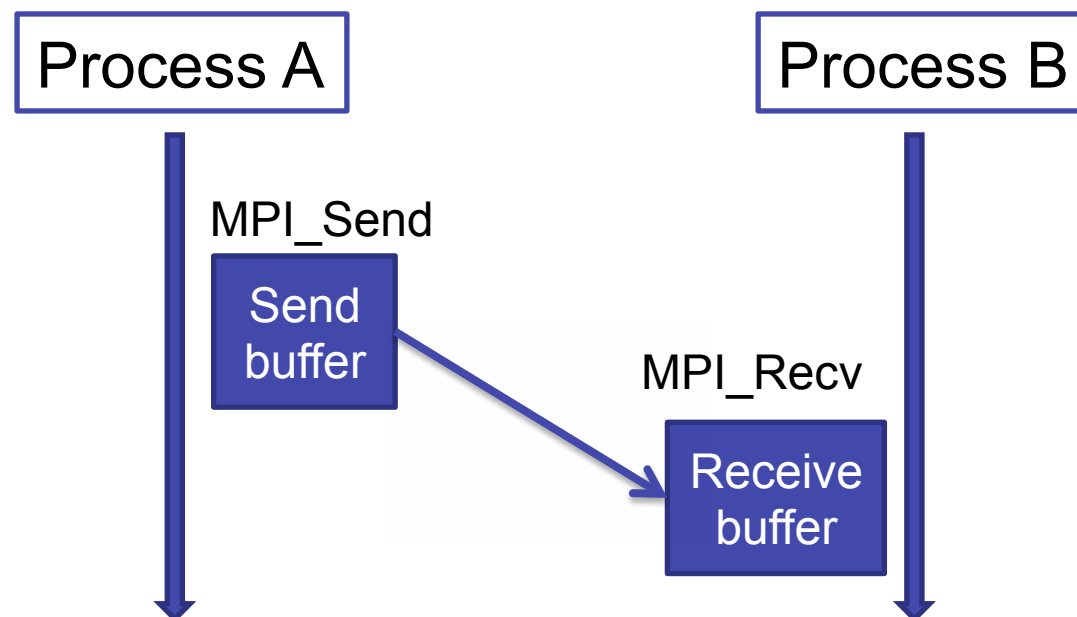 Process A
Process B
MPI_Send
Send
buffer
MPI_Recv
Receive
buffer